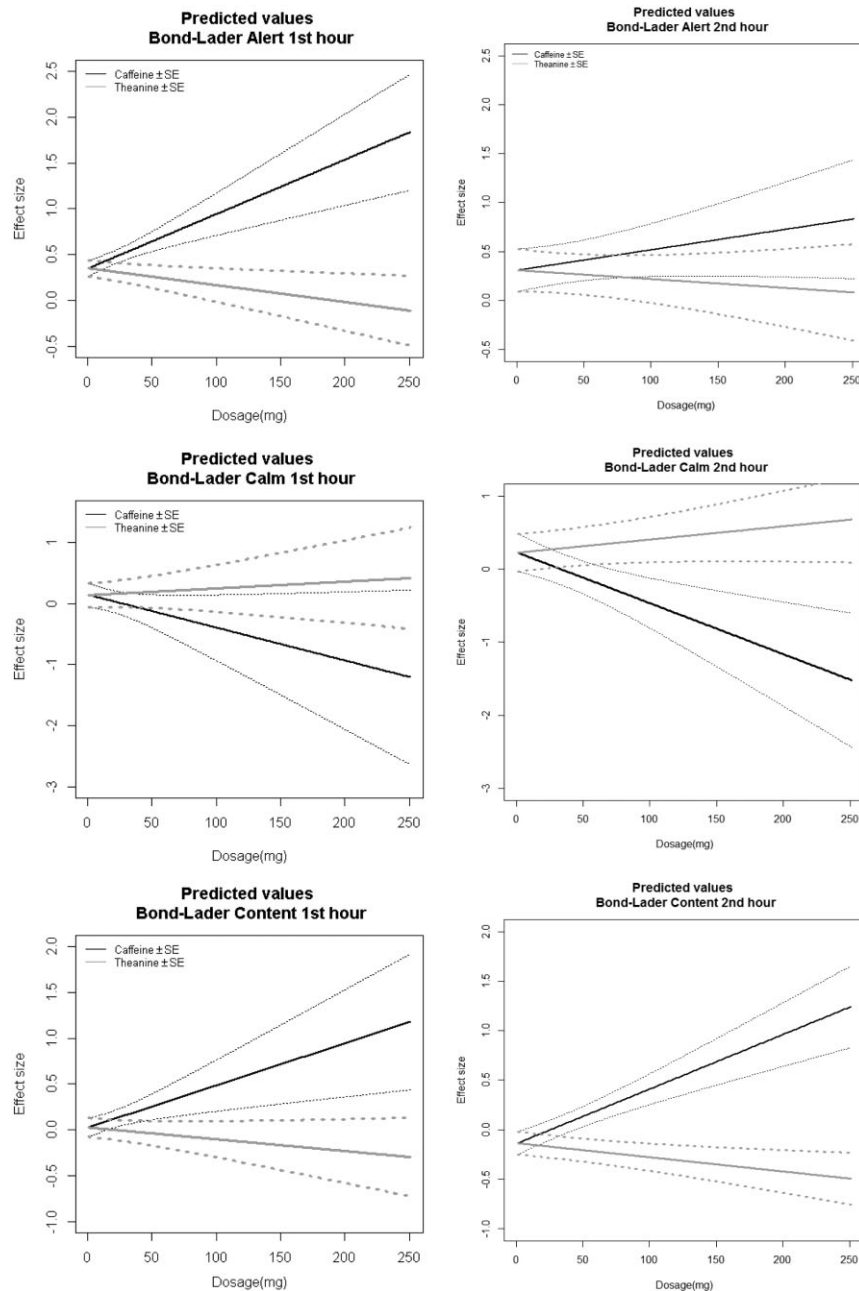 Predicted values
Bond-Lader Alert 1st hour
Caffeine ±SE
Theanine ±SE
Effect size
2.5
2.0
1.5
1.0
0.5
0.0
-0.5
0 50 100 150 200 250
Dosage(mg)
Predicted values
Bond-Lader Alert 2nd hour
Caffeine ±SE
Theanine ±SE
Effect size
2.5
2.0
1.5
1.0
0.5
0.0
-0.5
0 50 100 150 200 250
Dosage(mg)
Predicted values
Bond-Lader Calm 1st hour
Caffeine ±SE
Theanine ±SE
Effect size
1
0
-1
-2
-3
0 50 100 150 200 250
Dosage(mg)
Predicted values
Bond-Lader Calm 2nd hour
Effect size
1
0
-1
-2
-3
0 50 100 150 200 250
Dosage(mg)
Predicted values
Bond-Lader Content 1st hour
Caffeine ±SE
Theanine ±SE
Effect size
2.0
1.5
1.0
0.5
0.0
-0.5
-1.0
0 50 100 150 200 250
Dosage(mg)
Predicted values
Bond-Lader Content 2nd hour
Effect size
2.0
1.5
1.0
0.5
0.0
-0.5
-1.0
0 50 100 150 200 250
Dosage(mg)